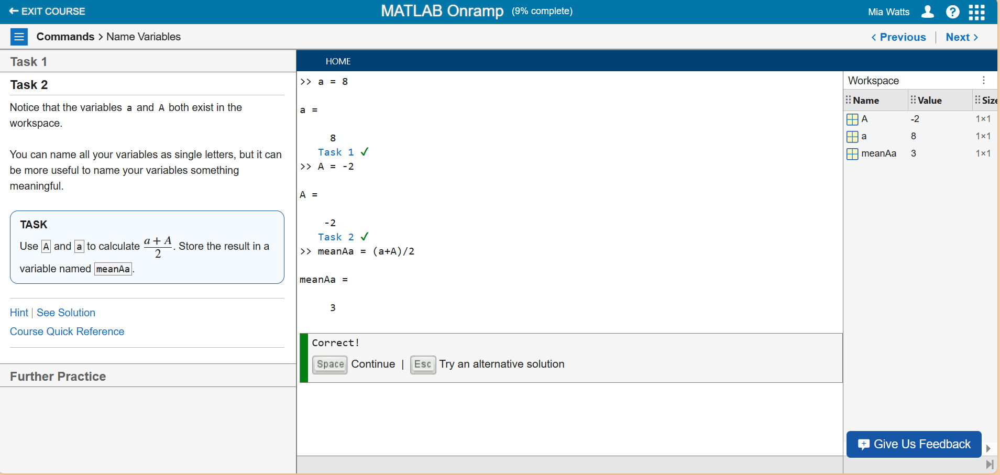 ← EXIT COURSE
MATLAB Onramp (9% complete)
Mia Watts
Commands > Name Variables
< Previous | Next >
Task 1
Task 2
Notice that the variables a and A both exist in the
workspace.
You can name all your variables as single letters, but it can
be more useful to name your variables something
meaningful.
TASK
Use A and a to calculate (a + A)/2. Store the result in a
variable named meanAa.
Hint | See Solution
Course Quick Reference
Further Practice
HOME
>> a = 8
a =
8
Task 1 ✓
>> A = -2
A =
-2
Task 2 ✓
>> meanAa = (a+A)/2
meanAa =
3
Correct!
Space Continue | Esc Try an alternative solution
Workspace
Name Value Size
A -2 1×1
a 8 1×1
meanAa 3 1×1
Give Us Feedback